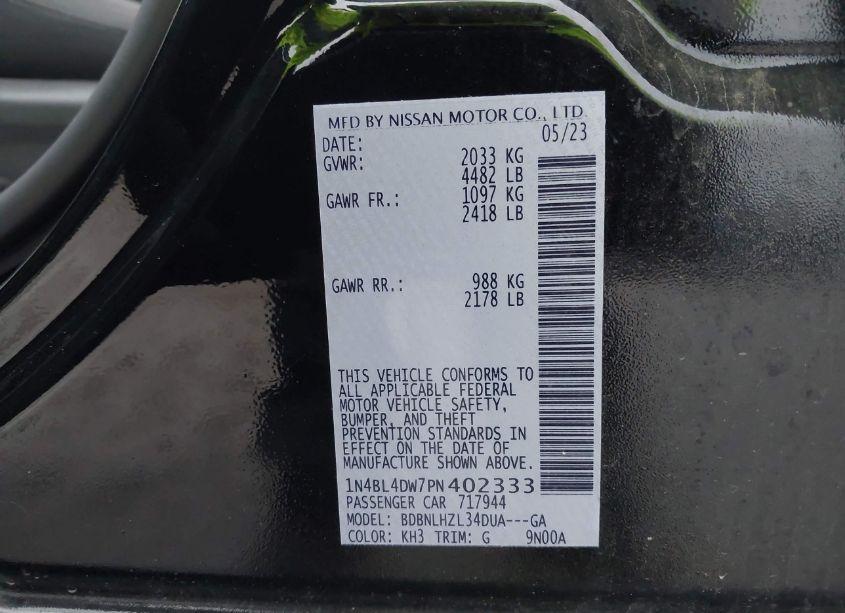 MFD BY NISSAN MOTOR CO., LTD.
DATE: 05/23
GVWR: 2033 KG
4482 LB
GAWR FR.: 1097 KG
2418 LB
GAWR RR.: 988 KG
2178 LB
THIS VEHICLE CONFORMS TO
ALL APPLICABLE FEDERAL
MOTOR VEHICLE SAFETY,
BUMPER, AND THEFT
PREVENTION STANDARDS IN
EFFECT ON THE DATE OF
MANUFACTURE SHOWN ABOVE.
1N4BL4DW7PN402333
PASSENGER CAR 717944
MODEL: BDBNLHZL34DUA---GA
COLOR: KH3 TRIM: G 9N00A